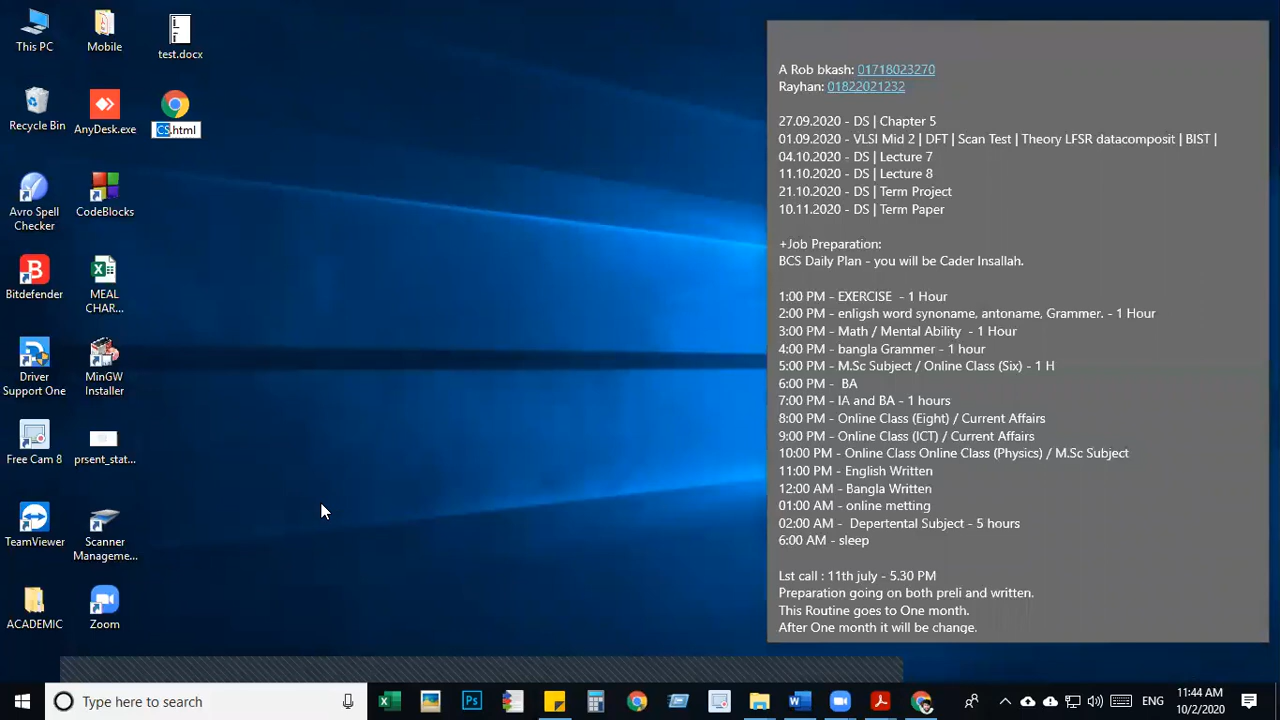 This PC
Mobile
test.docx
Recycle Bin
AnyDesk.exe
CS.html
Avro Spell
Checker
CodeBlocks
Bitdefender
MEAL
CHAR...
Driver
Support One
MinGW
Installer
Free Cam 8
prsent_stat...
TeamViewer
Scanner
Manageme...
ACADEMIC
Zoom
A Rob bkash: 01718023270
Rayhan: 01822021232
27.09.2020 - DS | Chapter 5
01.09.2020 - VLSI Mid 2 | DFT | Scan Test | Theory LFSR datacomposit | BIST |
04.10.2020 - DS | Lecture 7
11.10.2020 - DS | Lecture 8
21.10.2020 - DS | Term Project
10.11.2020 - DS | Term Paper
+Job Preparation:
BCS Daily Plan - you will be Cader Insallah.
1:00 PM - EXERCISE - 1 Hour
2:00 PM - enligsh word synoname, antoname, Grammer. - 1 Hour
3:00 PM - Math / Mental Ability - 1 Hour
4:00 PM - bangla Grammer - 1 hour
5:00 PM - M.Sc Subject / Online Class (Six) - 1 H
6:00 PM - BA
7:00 PM - IA and BA - 1 hours
8:00 PM - Online Class (Eight) / Current Affairs
9:00 PM - Online Class (ICT) / Current Affairs
10:00 PM - Online Class Online Class (Physics) / M.Sc Subject
11:00 PM - English Written
12:00 AM - Bangla Written
01:00 AM - online metting
02:00 AM - Depertental Subject - 5 hours
6:00 AM - sleep
Lst call : 11th july - 5.30 PM
Preparation going on both preli and written.
This Routine goes to One month.
After One month it will be change.
Type here to search
ENG
11:44 AM
10/2/2020